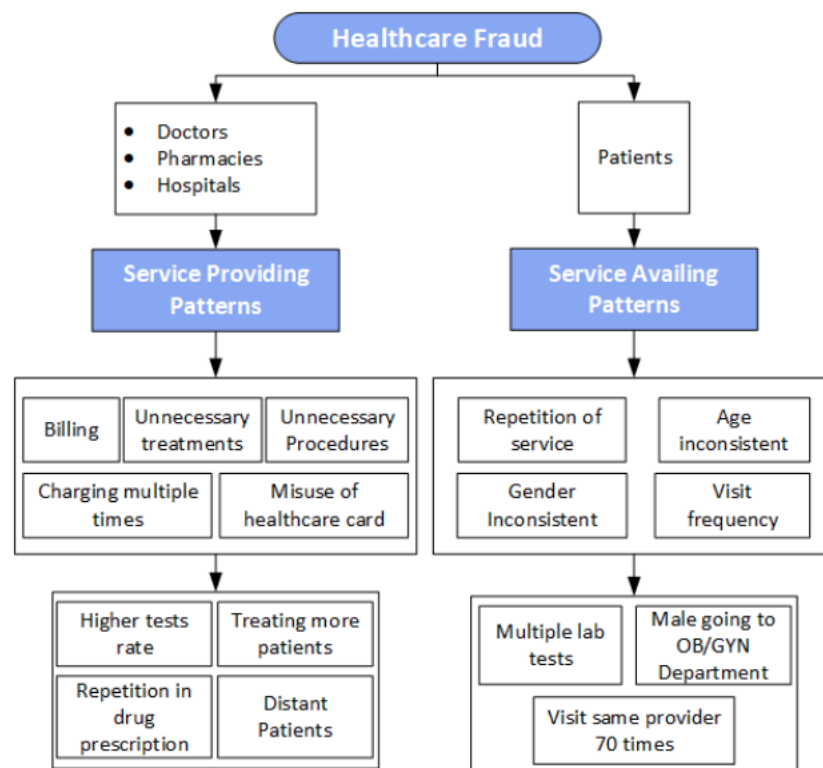 Healthcare Fraud
• Doctors
• Pharmacies
• Hospitals
Patients
Service Providing
Patterns
Service Availing
Patterns
Billing
Unnecessary
treatments
Unnecessary
Procedures
Charging multiple
times
Misuse of
healthcare card
Repetition of
service
Age
inconsistent
Gender
Inconsistent
Visit
frequency
Higher tests
rate
Treating more
patients
Repetition in
drug
prescription
Distant
Patients
Multiple lab
tests
Male going to
OB/GYN
Department
Visit same provider
70 times